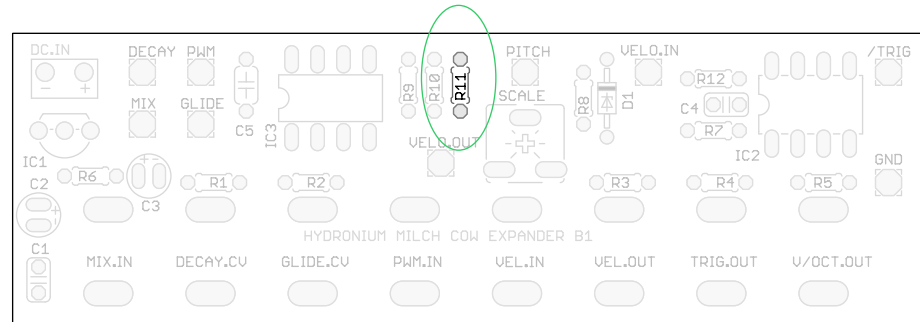 DC.IN DECAY PWM PITCH VELO.IN /TRIG
R9 R10 R11 R8 D1 R12
MIX GLIDE C5 IC3 SCALE C4
IC1 VELO.OUT R7 IC2
R6 GND
C2 C3 R1 R2 R3 R4 R5
HYDRONIUM MILCH COW EXPANDER B1
C1 MIX.IN DECAY.CV GLIDE.CV PWM.IN VEL.IN VEL.OUT TRIG.OUT V/OCT.OUT